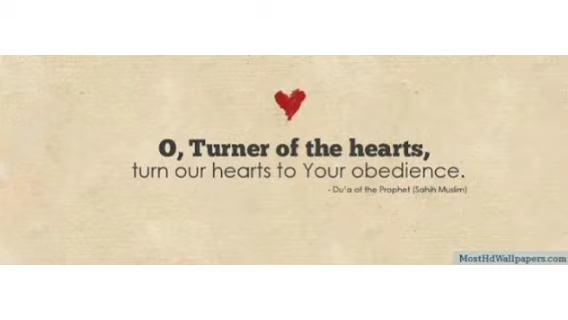 O, Turner of the hearts,
turn our hearts to Your obedience.
- Du'a of the Prophet (Sahih Muslim)
MostHdWallpapers.com